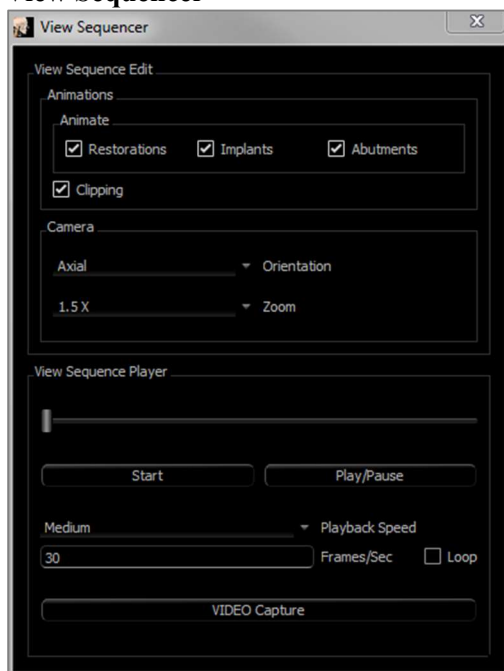 View Sequencer
View Sequencer
View Sequence Edit
Animations
Animate
Restorations Implants Abutments
Clipping
Camera
Axial Orientation
1.5 X Zoom
View Sequence Player
Start Play/Pause
Medium Playback Speed
30 Frames/Sec Loop
VIDEO Capture